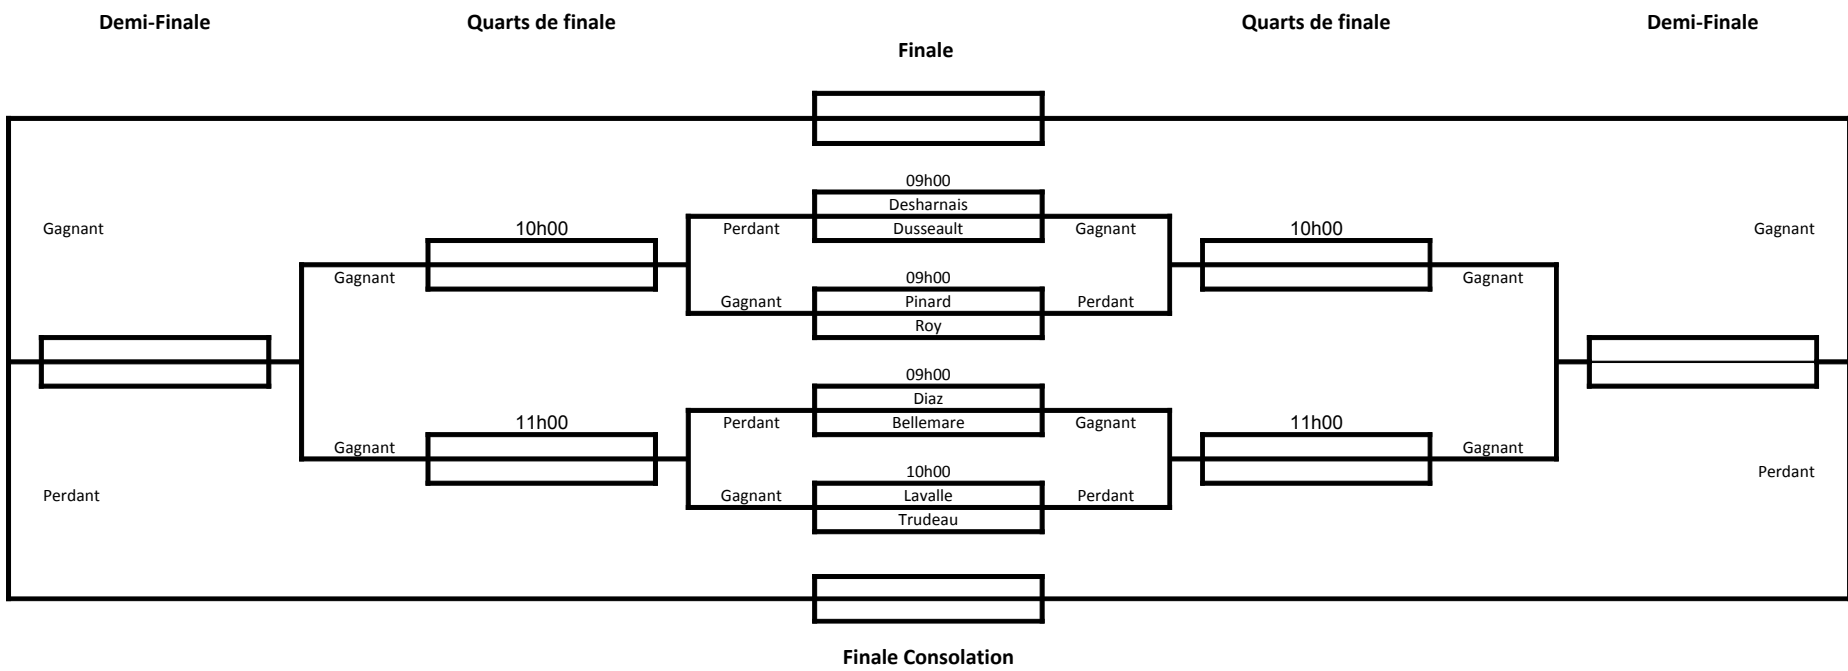 Demi-Finale Quarts de finale Quarts de finale Demi-Finale
Finale
09h00
Desharnais
Gagnant 10h00 Perdant Dusseault Gagnant 10h00 Gagnant
Gagnant 09h00 Gagnant
Gagnant Pinard Perdant
Roy
09h00
Diaz
11h00 Perdant Bellemare Gagnant 11h00
Gagnant Gagnant
10h00 Perdant
Perdant Gagnant Lavalle Perdant
Trudeau
Finale Consolation